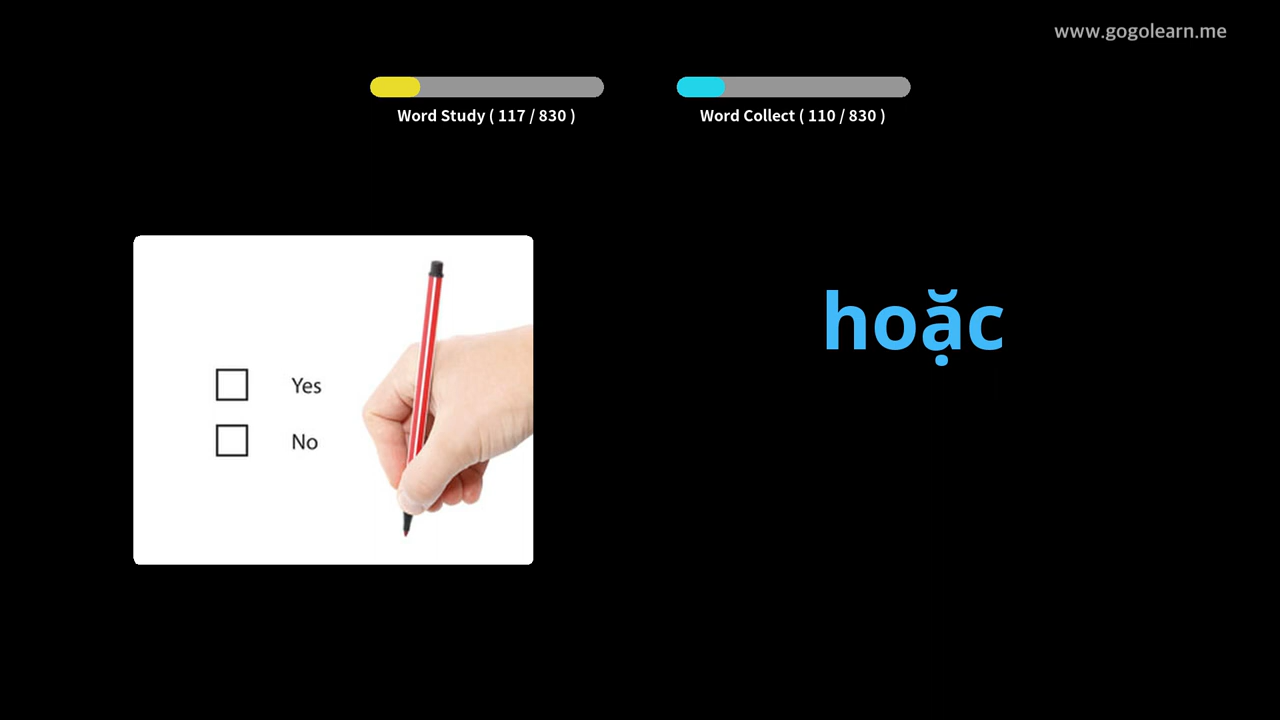 www.gogolearn.me
Word Study ( 117 / 830 )
Word Collect ( 110 / 830 )
Yes
No
hoặc